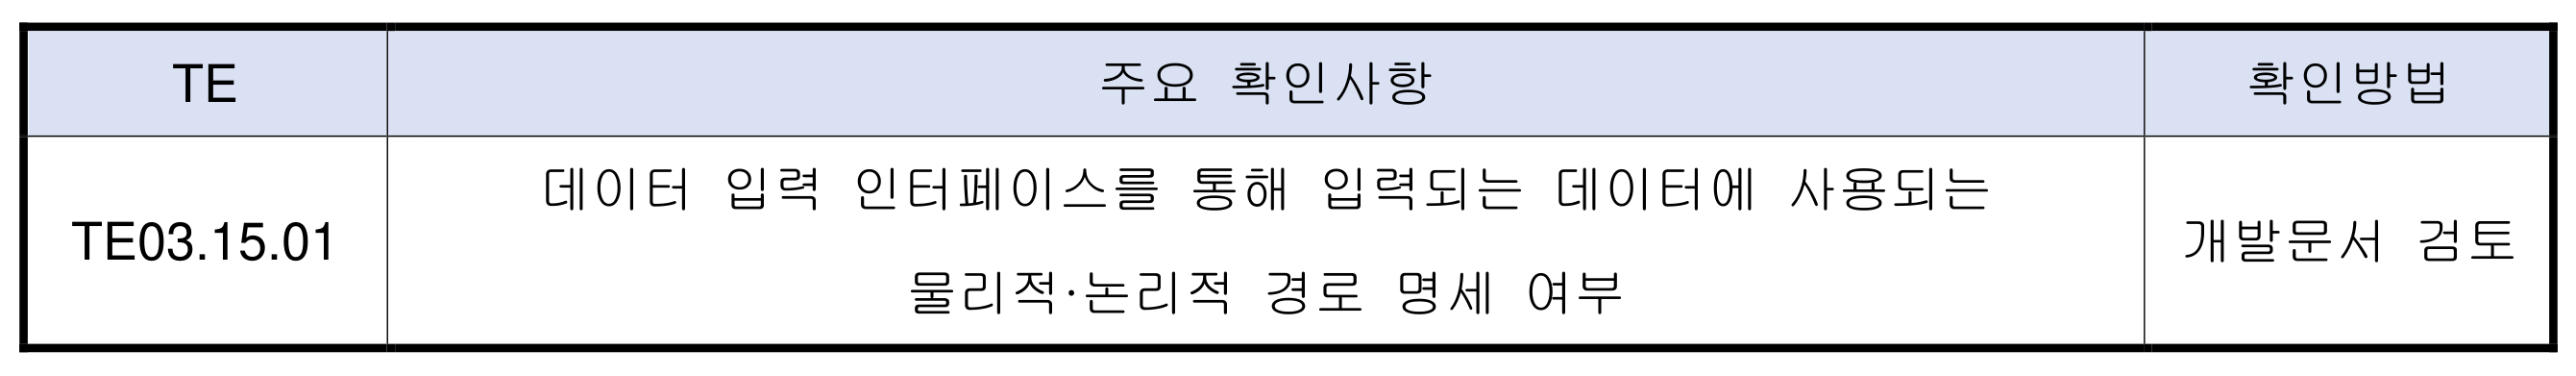 TE 주요 확인사항 확인방법
데이터 입력 인터페이스를 통해 입력되는 데이터에 사용되는
TE03.15.01 개발문서 검토
물리적·논리적 경로 명세 여부